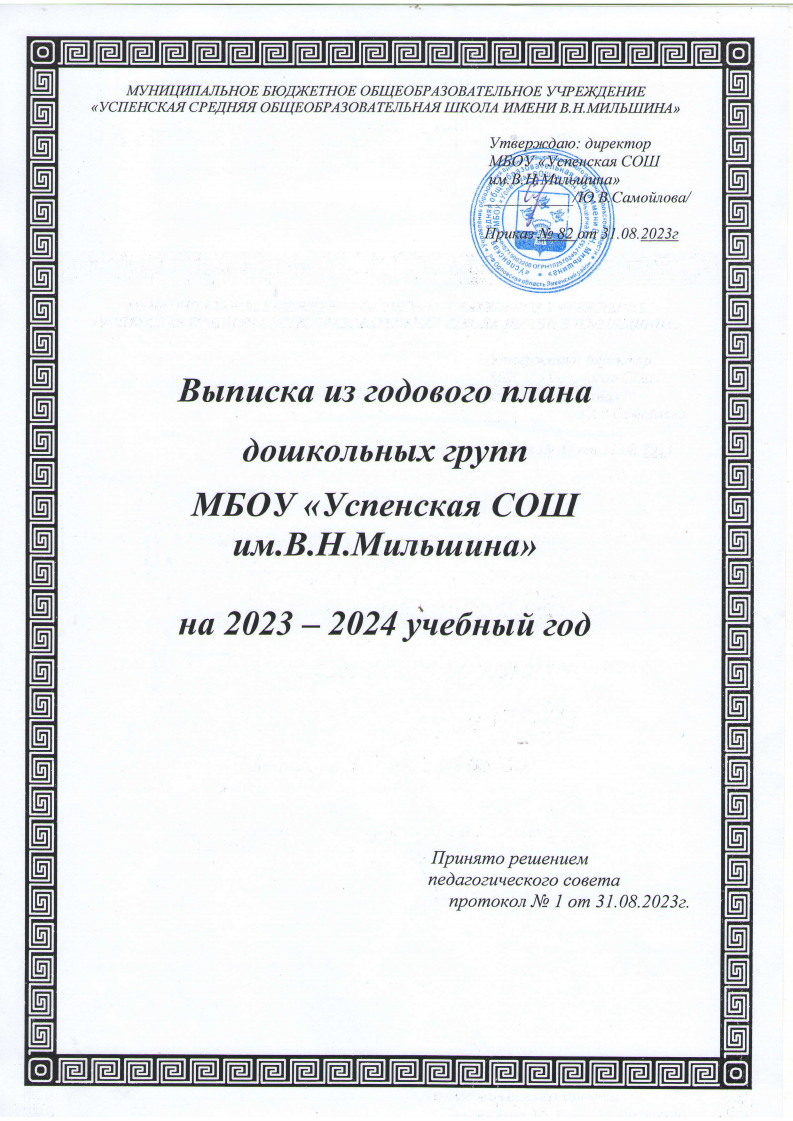 МУНИЦИПАЛЬНОЕ БЮДЖЕТНОЕ ОБЩЕОБРАЗОВАТЕЛЬНОЕ УЧРЕЖДЕНИЕ
«УСПЕНСКАЯ СРЕДНЯЯ ОБЩЕОБРАЗОВАТЕЛЬНАЯ ШКОЛА ИМЕНИ В.Н.МИЛЬШИНА»
Утверждаю: директор
МБОУ «Успенская СОШ
им.В.Н.Мильшина»
/Ю.В.Самойлова/
Приказ № 82 от 31.08.2023г
Выписка из годового плана
дошкольных групп
МБОУ «Успенская СОШ
им.В.Н.Мильшина»
на 2023 – 2024 учебный год
Принято решением
педагогического совета
протокол № 1 от 31.08.2023г.